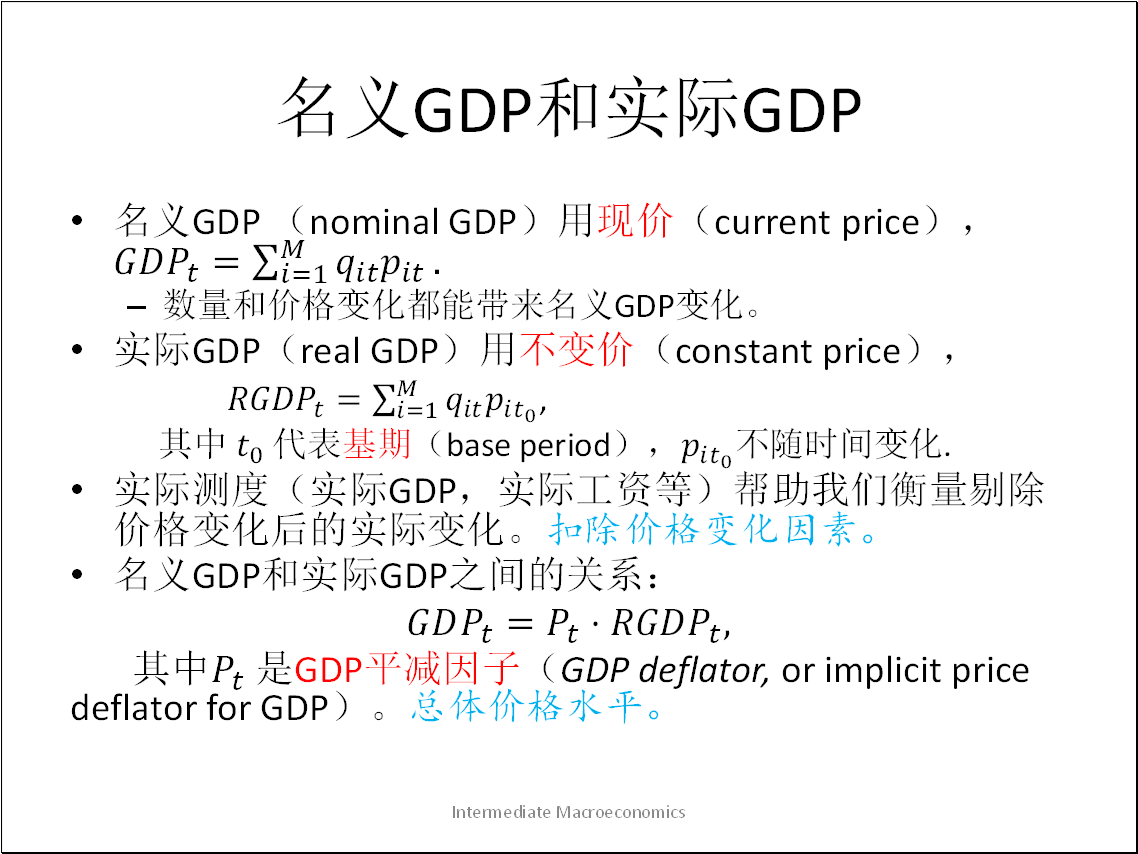 名义GDP和实际GDP
• 名义GDP （nominal GDP）用现价（current price），
$GDP_t = \sum_{i=1}^{M} q_{it} p_{it}$ .
– 数量和价格变化都能带来名义GDP变化。
• 实际GDP（real GDP）用不变价（constant price），
$RGDP_t = \sum_{i=1}^{M} q_{it} p_{it_0}$,
其中 $t_0$ 代表基期（base period），$p_{it_0}$不随时间变化.
• 实际测度（实际GDP，实际工资等）帮助我们衡量剔除
价格变化后的实际变化。扣除价格变化因素。
• 名义GDP和实际GDP之间的关系：
$GDP_t = P_t \cdot RGDP_t$,
其中$P_t$ 是GDP平减因子（GDP deflator, or implicit price
deflator for GDP）。总体价格水平。
Intermediate Macroeconomics